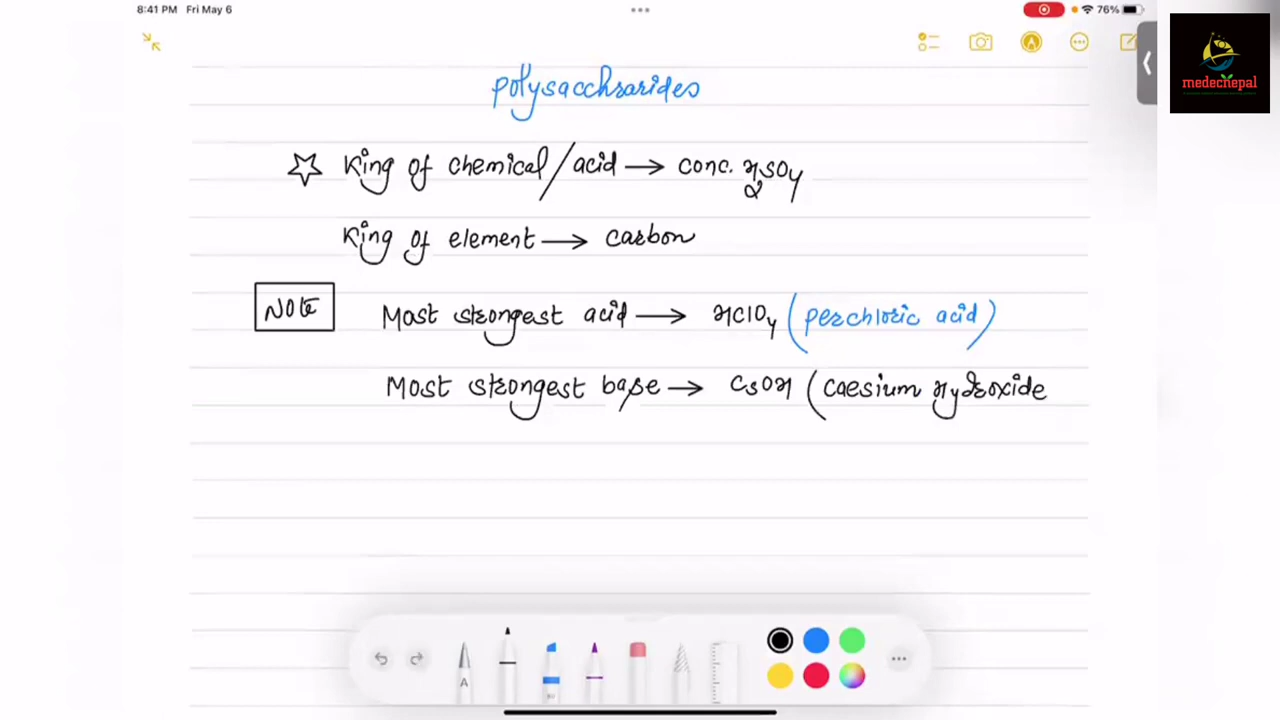 8:41 PM Fri May 6
76%
medecnepal
polysacchsarides
☆ King of chemical/acid → conc. H2SO4
King of element → carbon
NOTE Most strongest acid → HClO4 (perchloric acid)
Most strongest base → CsOH (caesium Hydroxide
A